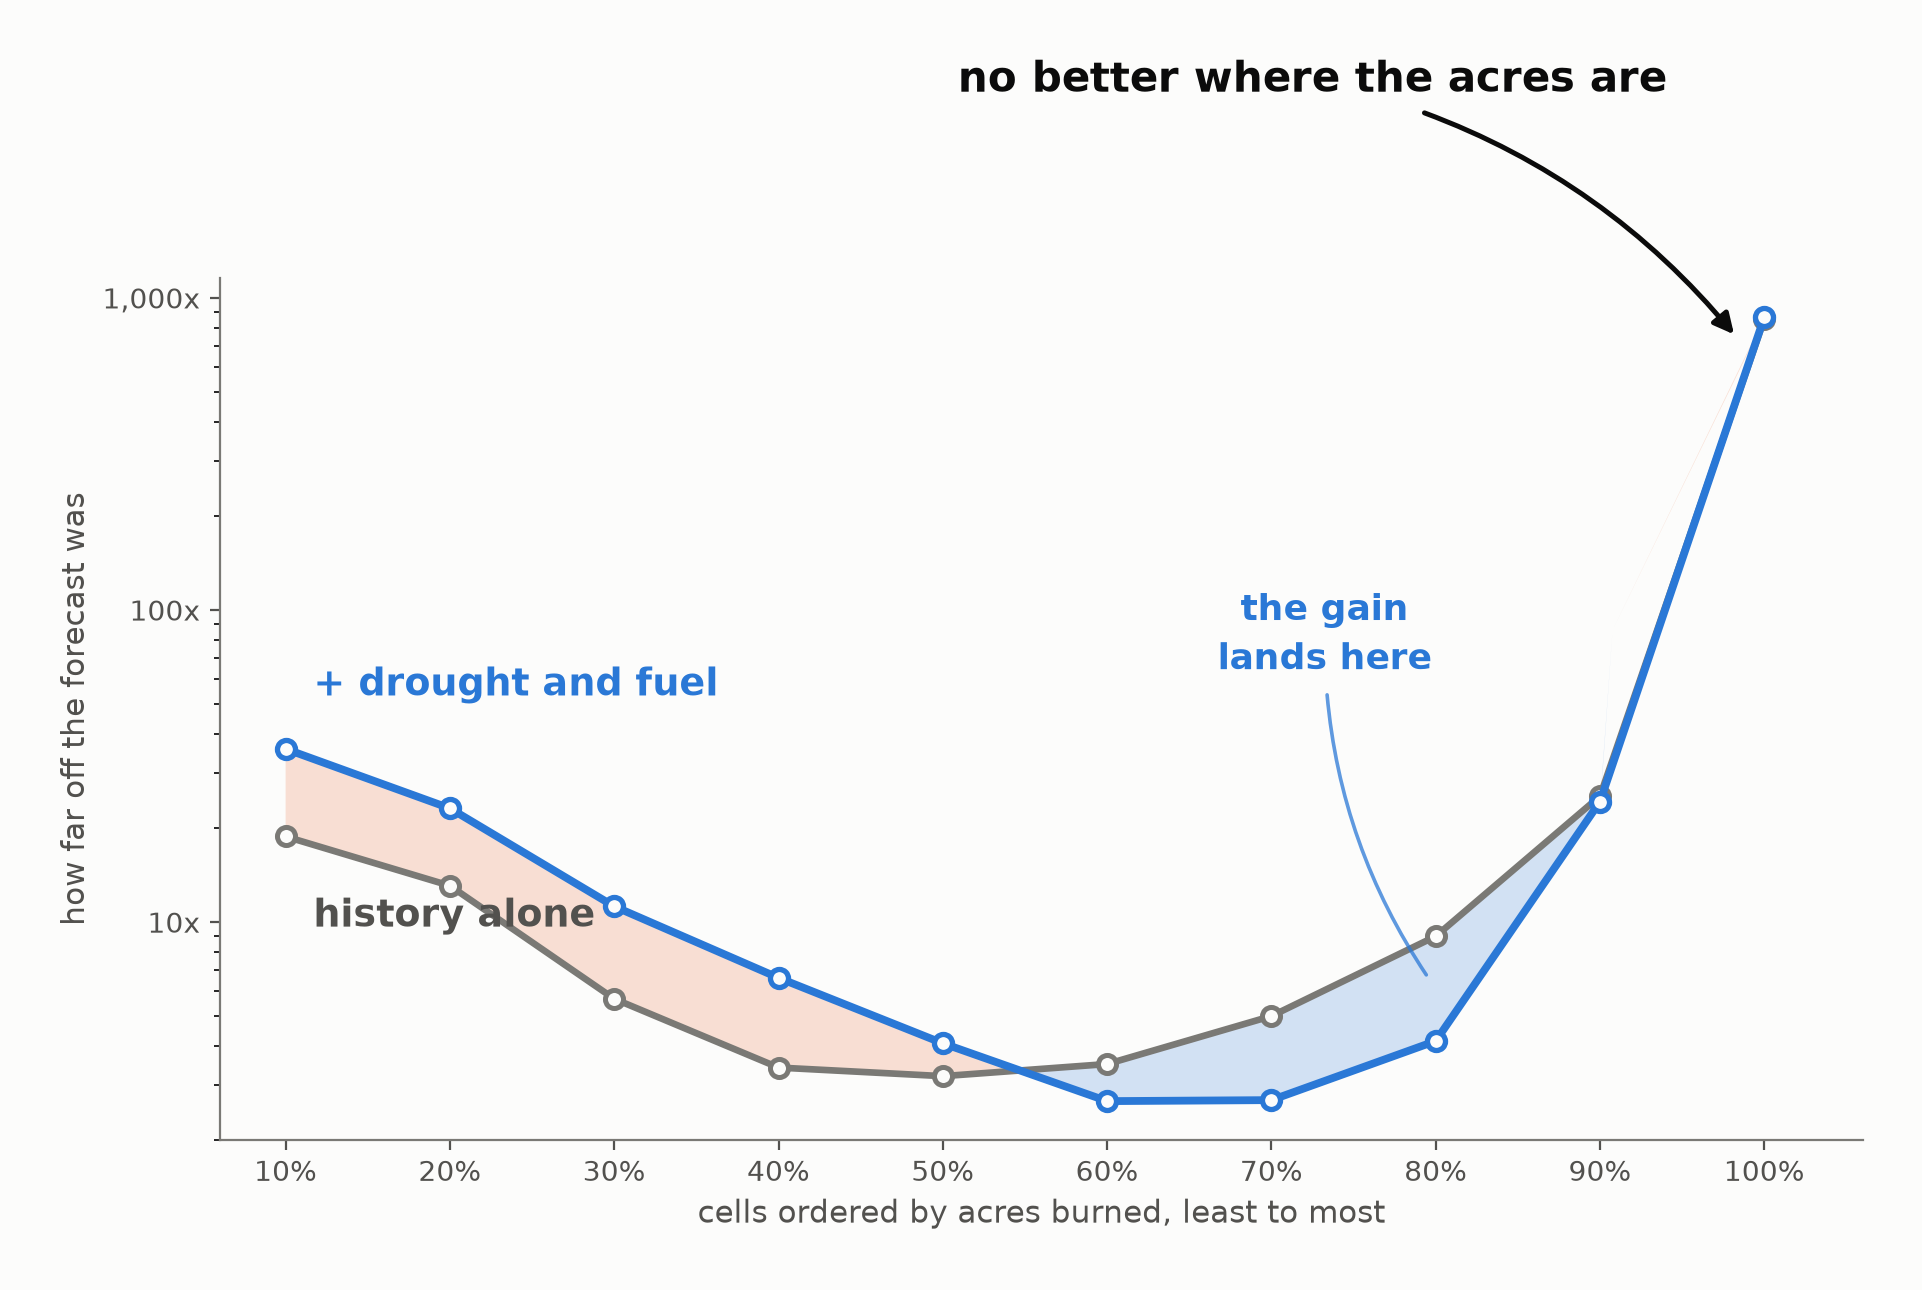 no better where the acres are
1,000x
100x
10x
how far off the forecast was
the gain
lands here
+ drought and fuel
history alone
10% 20% 30% 40% 50% 60% 70% 80% 90% 100%
cells ordered by acres burned, least to most